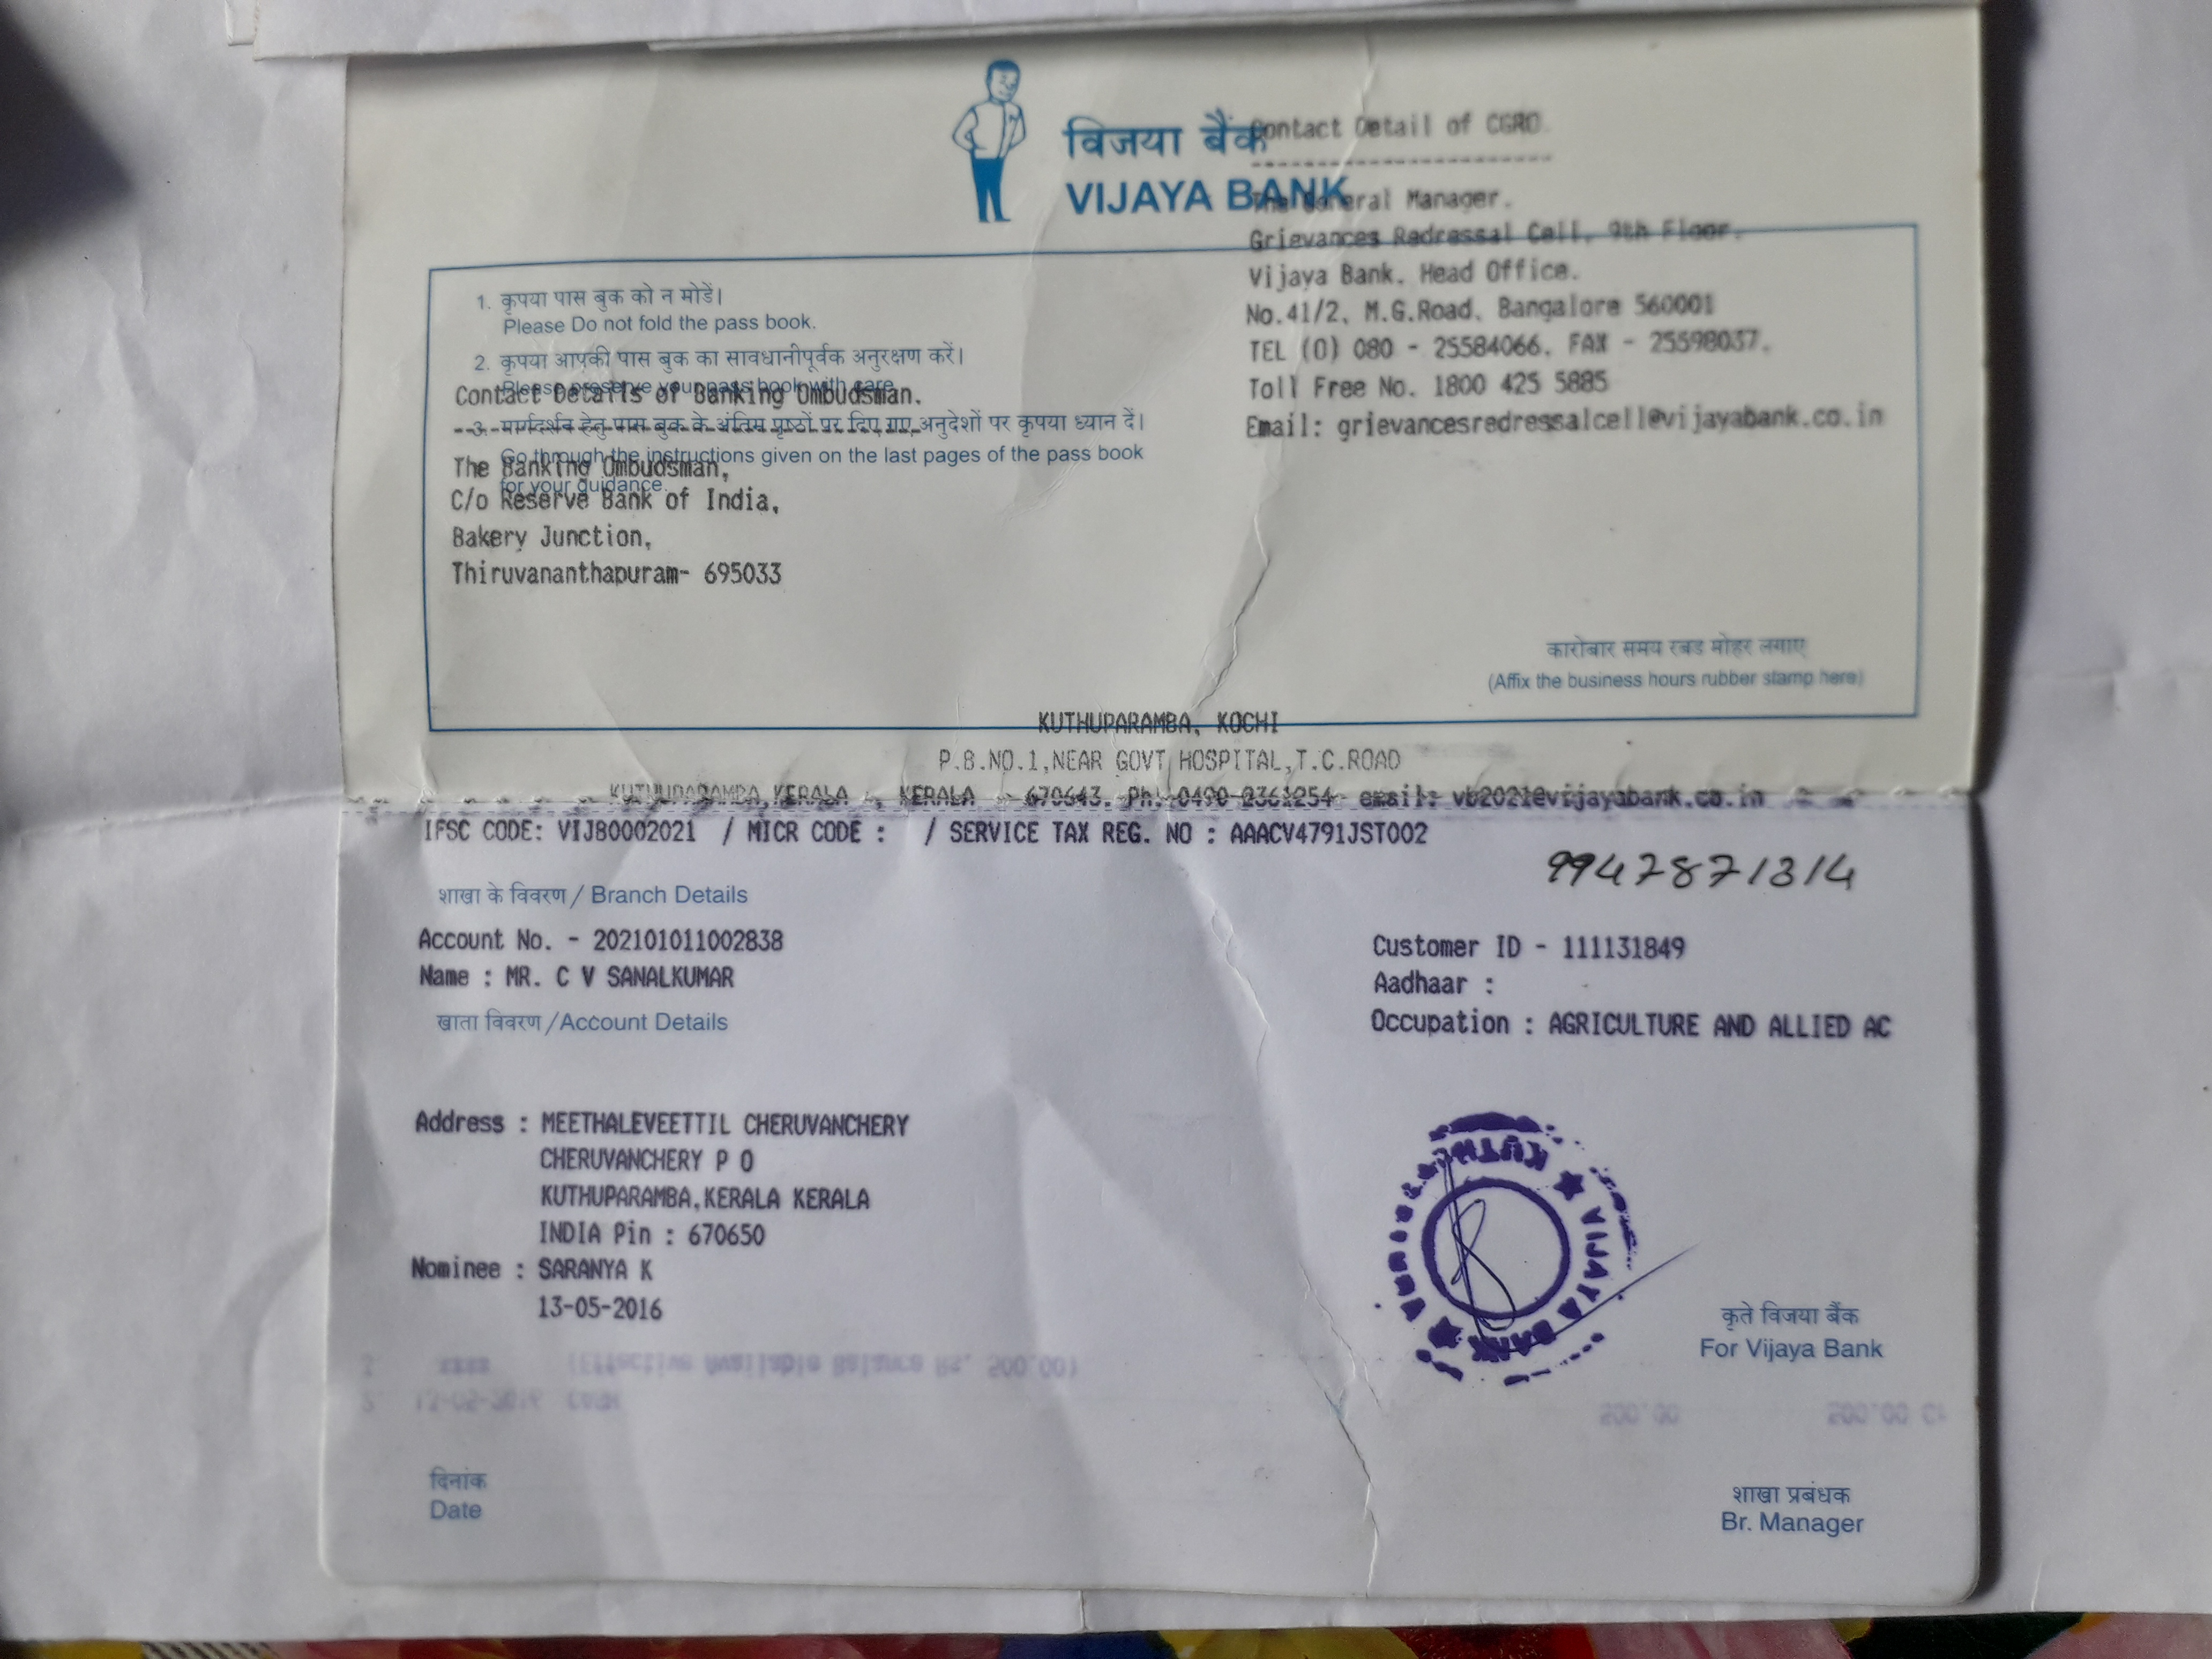 विजया बैंक
VIJAYA BANK
1. कृपया पास बुक को न मोडें।
Please Do not fold the pass book.
2. कृपया आपकी पास बुक का सावधानीपूर्वक अनुरक्षण करें।
Please preserve your pass book with care.
Contact Details of Banking Ombudsman.
3. मार्गदर्शन हेतु पास बुक के अंतिम पृष्ठों पर दिए गए अनुदेशों पर कृपया ध्यान दें।
Go through the instructions given on the last pages of the pass book
for your guidance.
The Banking Ombudsman,
C/o Reserve Bank of India,
Bakery Junction,
Thiruvananthapuram- 695033
Contact Detail of CGRO
General Manager.
Grievances Redressal Cell, 9th Floor.
Vijaya Bank. Head Office.
No.41/2. M.G.Road. Bangalore 560001
TEL (O) 080 - 25584066. FAX - 25598037.
Toll Free No. 1800 425 5885
Email: grievancesredressalcell@vijayabank.co.in
कारोबार समय रबड मोहर लगाए
(Affix the business hours rubber stamp here)
KUTHUPARAMBA, KOCHI
P.B.NO.1,NEAR GOVT HOSPITAL,T.C.ROAD
KUTHUPARAMBA,KERALA KERALA - 670643. Ph. email: vb2021@vijayabank.co.in
IFSC CODE: VIJB0002021 / MICR CODE : / SERVICE TAX REG. NO : AAACV4791JST002
9942871314
शाखा के विवरण / Branch Details
Account No. - 202101011002838
Customer ID - 111131849
Name : MR. C V SANALKUMAR
Aadhaar :
खाता विवरण / Account Details
Occupation : AGRICULTURE AND ALLIED AC
Address : MEETHALEVEETTIL CHERUVANCHERY
CHERUVANCHERY P O
KUTHUPARAMBA,KERALA KERALA
INDIA Pin : 670650
Nominee : SARANYA K
13-05-2016
कृते विजया बैंक
For Vijaya Bank
दिनांक
Date
शाखा प्रबंधक
Br. Manager